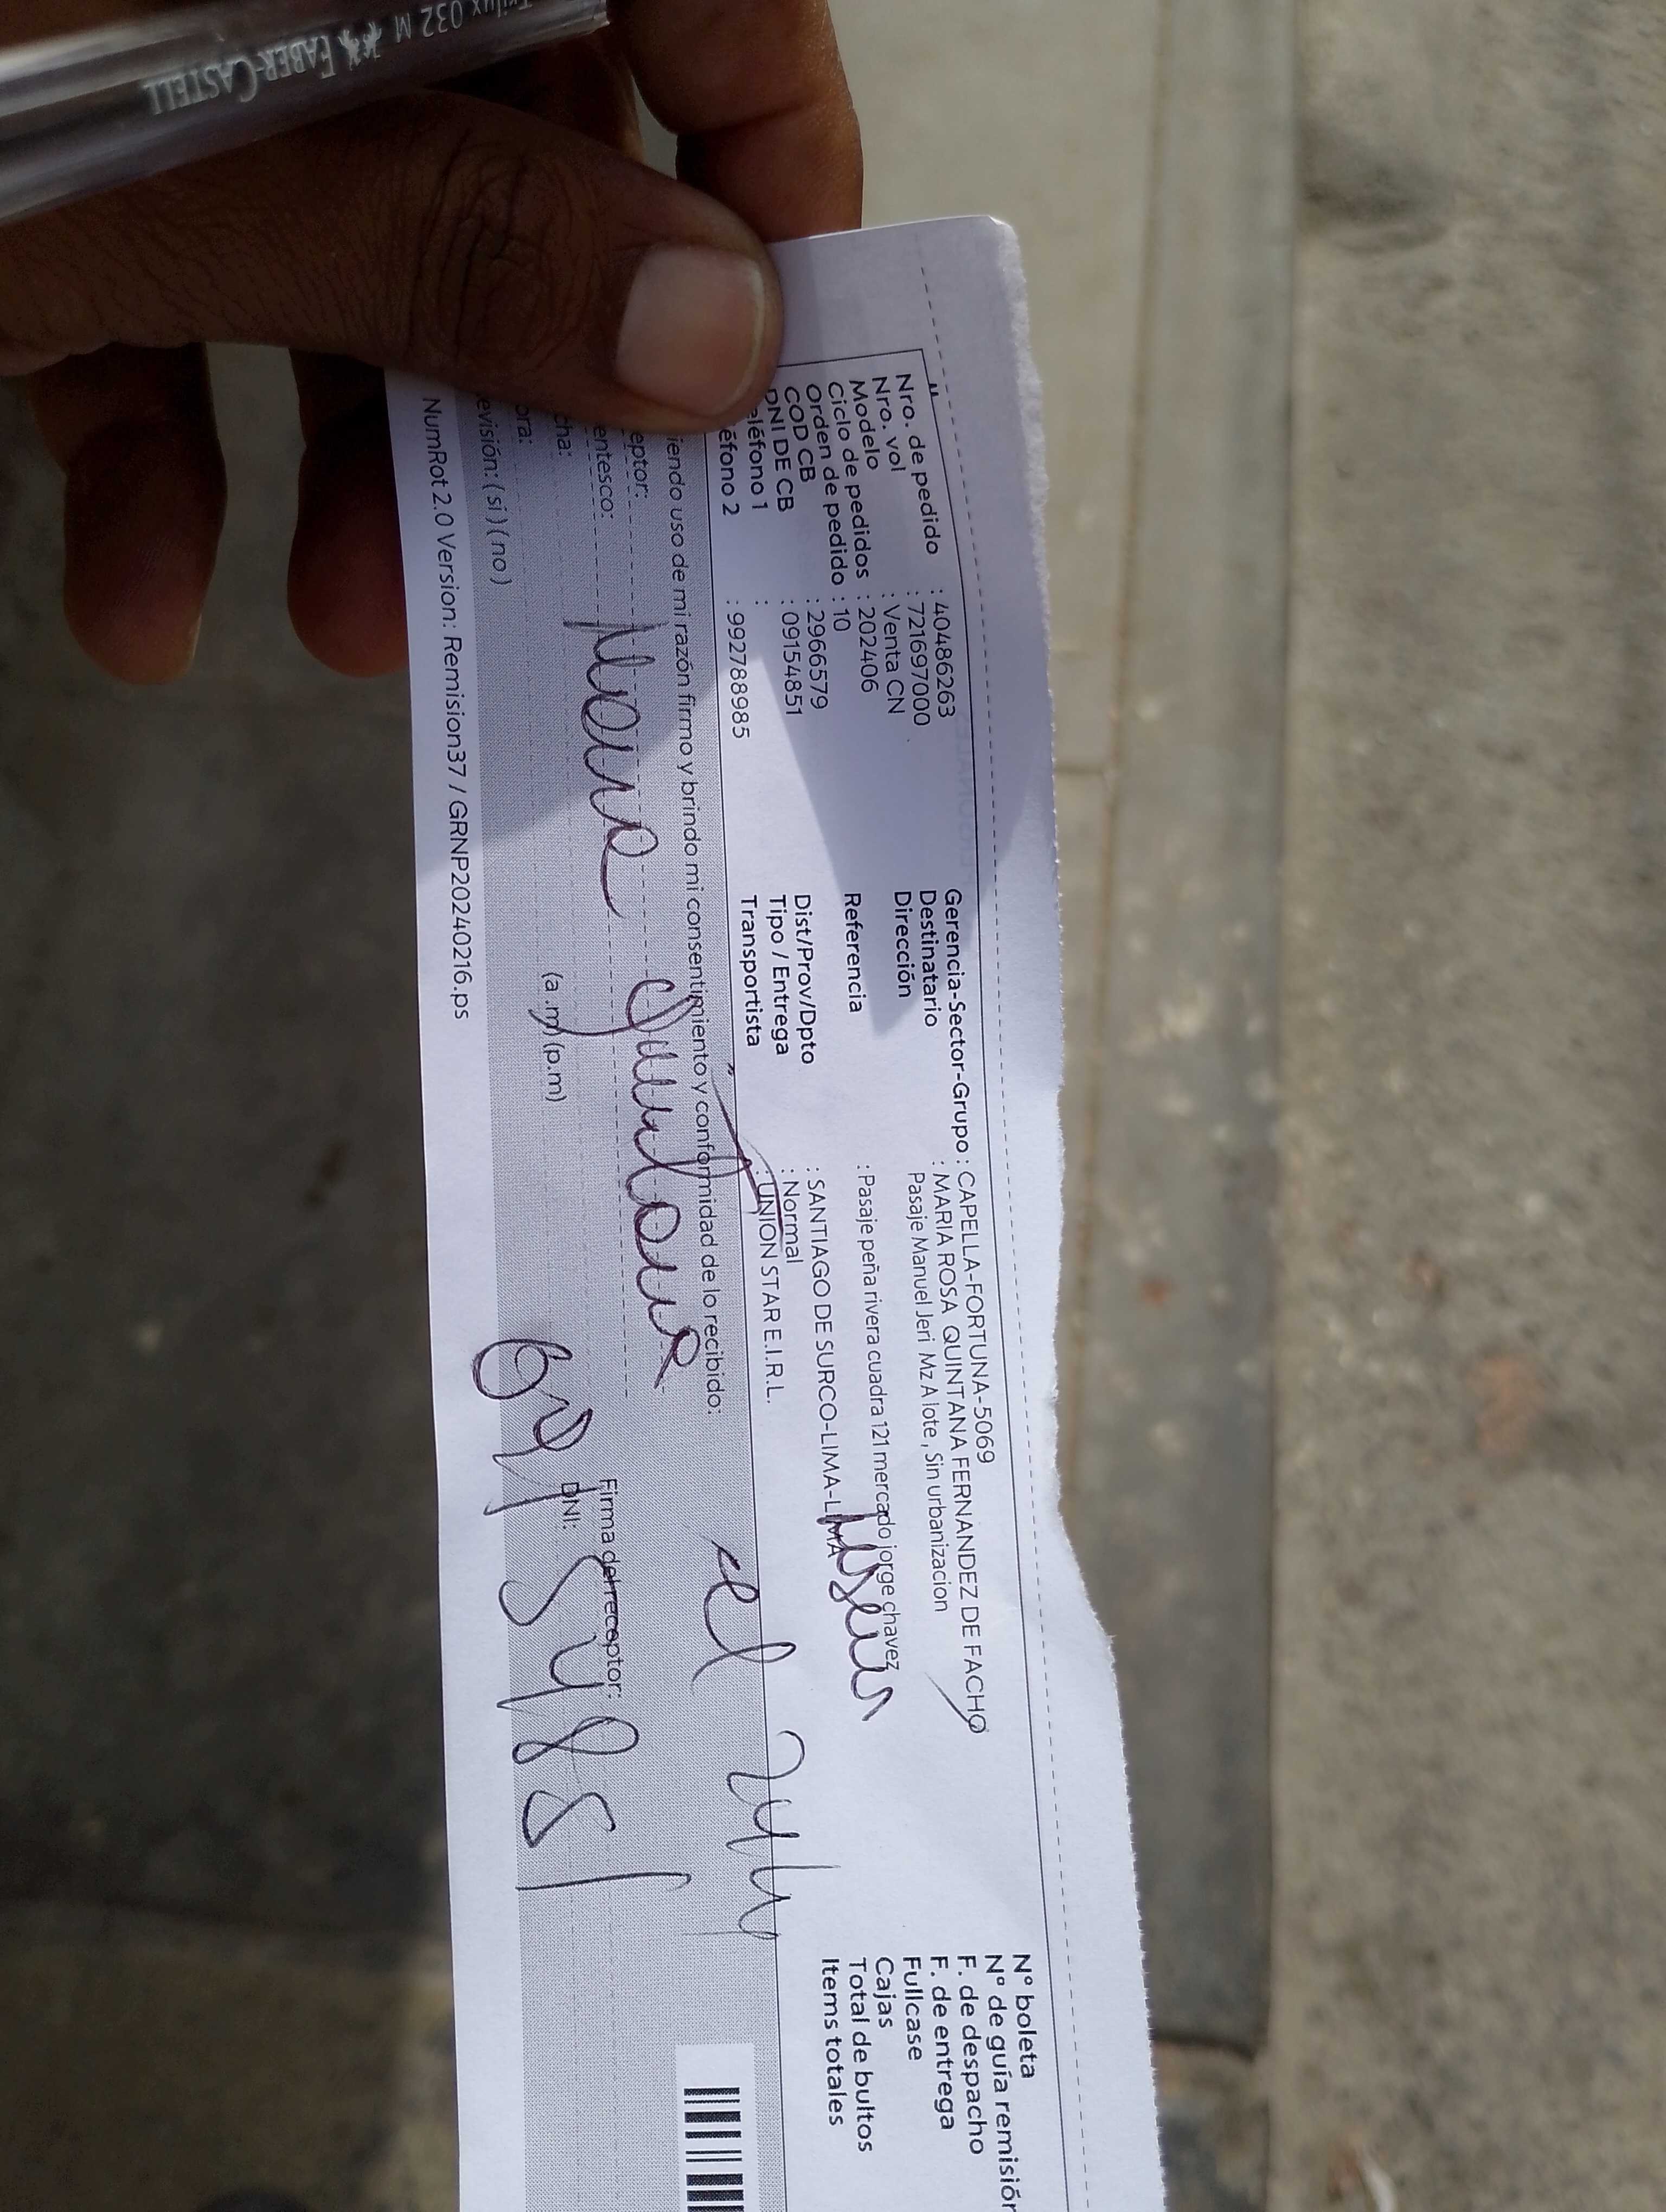 Trilux 032 M FABER-CASTELL
Nro. de pedido : 40486263
Nro. vol : 721697000
Modelo : Venta CN
Ciclo de pedidos : 202406
Orden de pedido : 10
COD CB : 2966579
DNI DE CB : 09154851
eléfono 1 :
éfono 2 : 992788985
Gerencia-Sector-Grupo : CAPELLA-FORTUNA-5069
Destinatario : MARIA ROSA QUINTANA FERNANDEZ DE FACHO
Dirección Pasaje Manuel Jeri Mz A lote , Sin urbanizacion
Referencia : Pasaje peña rivera cuadra 121 mercado jorge chavez
Dist/Prov/Dpto : SANTIAGO DE SURCO-LIMA-LIMA
Tipo / Entrega : Normal
Transportista : UNION STAR E.I.R.L.
N° boleta
N° de guía remisión
F. de despacho
F. de entrega
Fullcase
Cajas
Total de bultos
Items totales
iendo uso de mi razón firmo y brindo mi consentimiento y conformidad de lo recibido:
eptor:
entesco:
cha:
ora: (a .m) (p.m)
evisión: ( si ) ( no )
Firma del receptor:
DNI:
NumRot 2.0 Version: Remision37 / GRNP20240216.ps